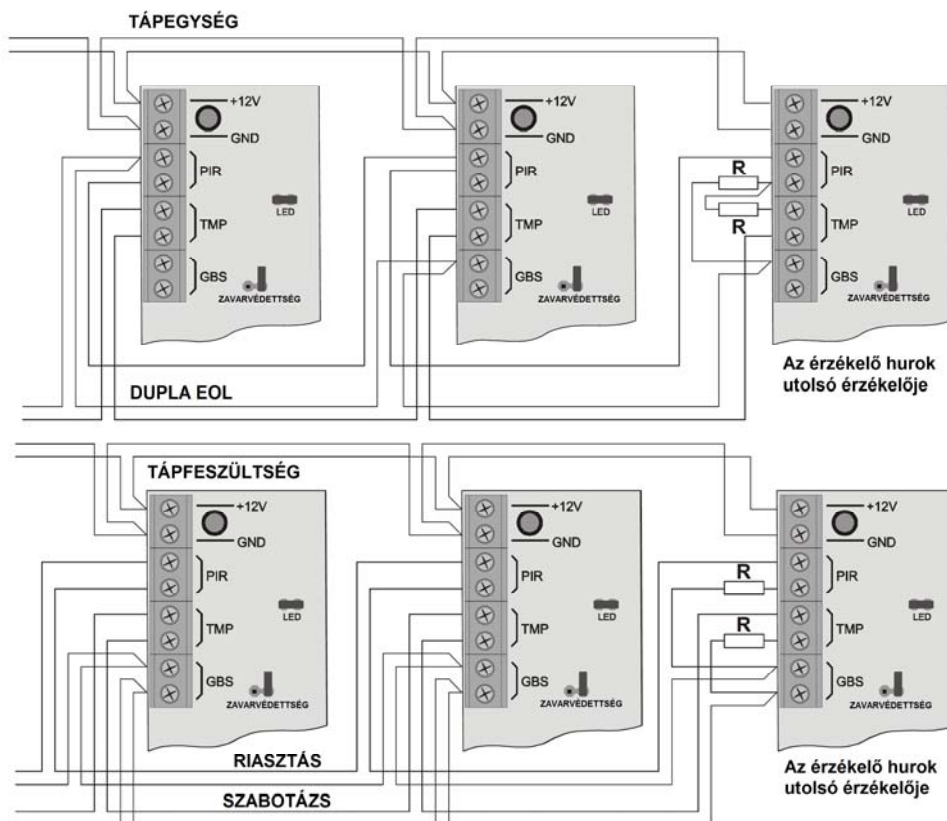 TÁPEGYSÉG
+12V
GND
PIR
LED
TMP
GBS
ZAVARVÉDETTSÉG
+12V
GND
PIR
LED
TMP
GBS
ZAVARVÉDETTSÉG
+12V
GND
R
PIR
LED
R
TMP
GBS
ZAVARVÉDETTSÉG
DUPLA EOL
Az érzékelő hurok
utolsó érzékelője
TÁPFESZÜLTSÉG
+12V
GND
PIR
LED
TMP
GBS
ZAVARVÉDETTSÉG
+12V
GND
PIR
LED
TMP
GBS
ZAVARVÉDETTSÉG
+12V
GND
R
PIR
LED
R
TMP
GBS
ZAVARVÉDETTSÉG
RIASZTÁS
SZABOTÁZS
Az érzékelő hurok
utolsó érzékelője